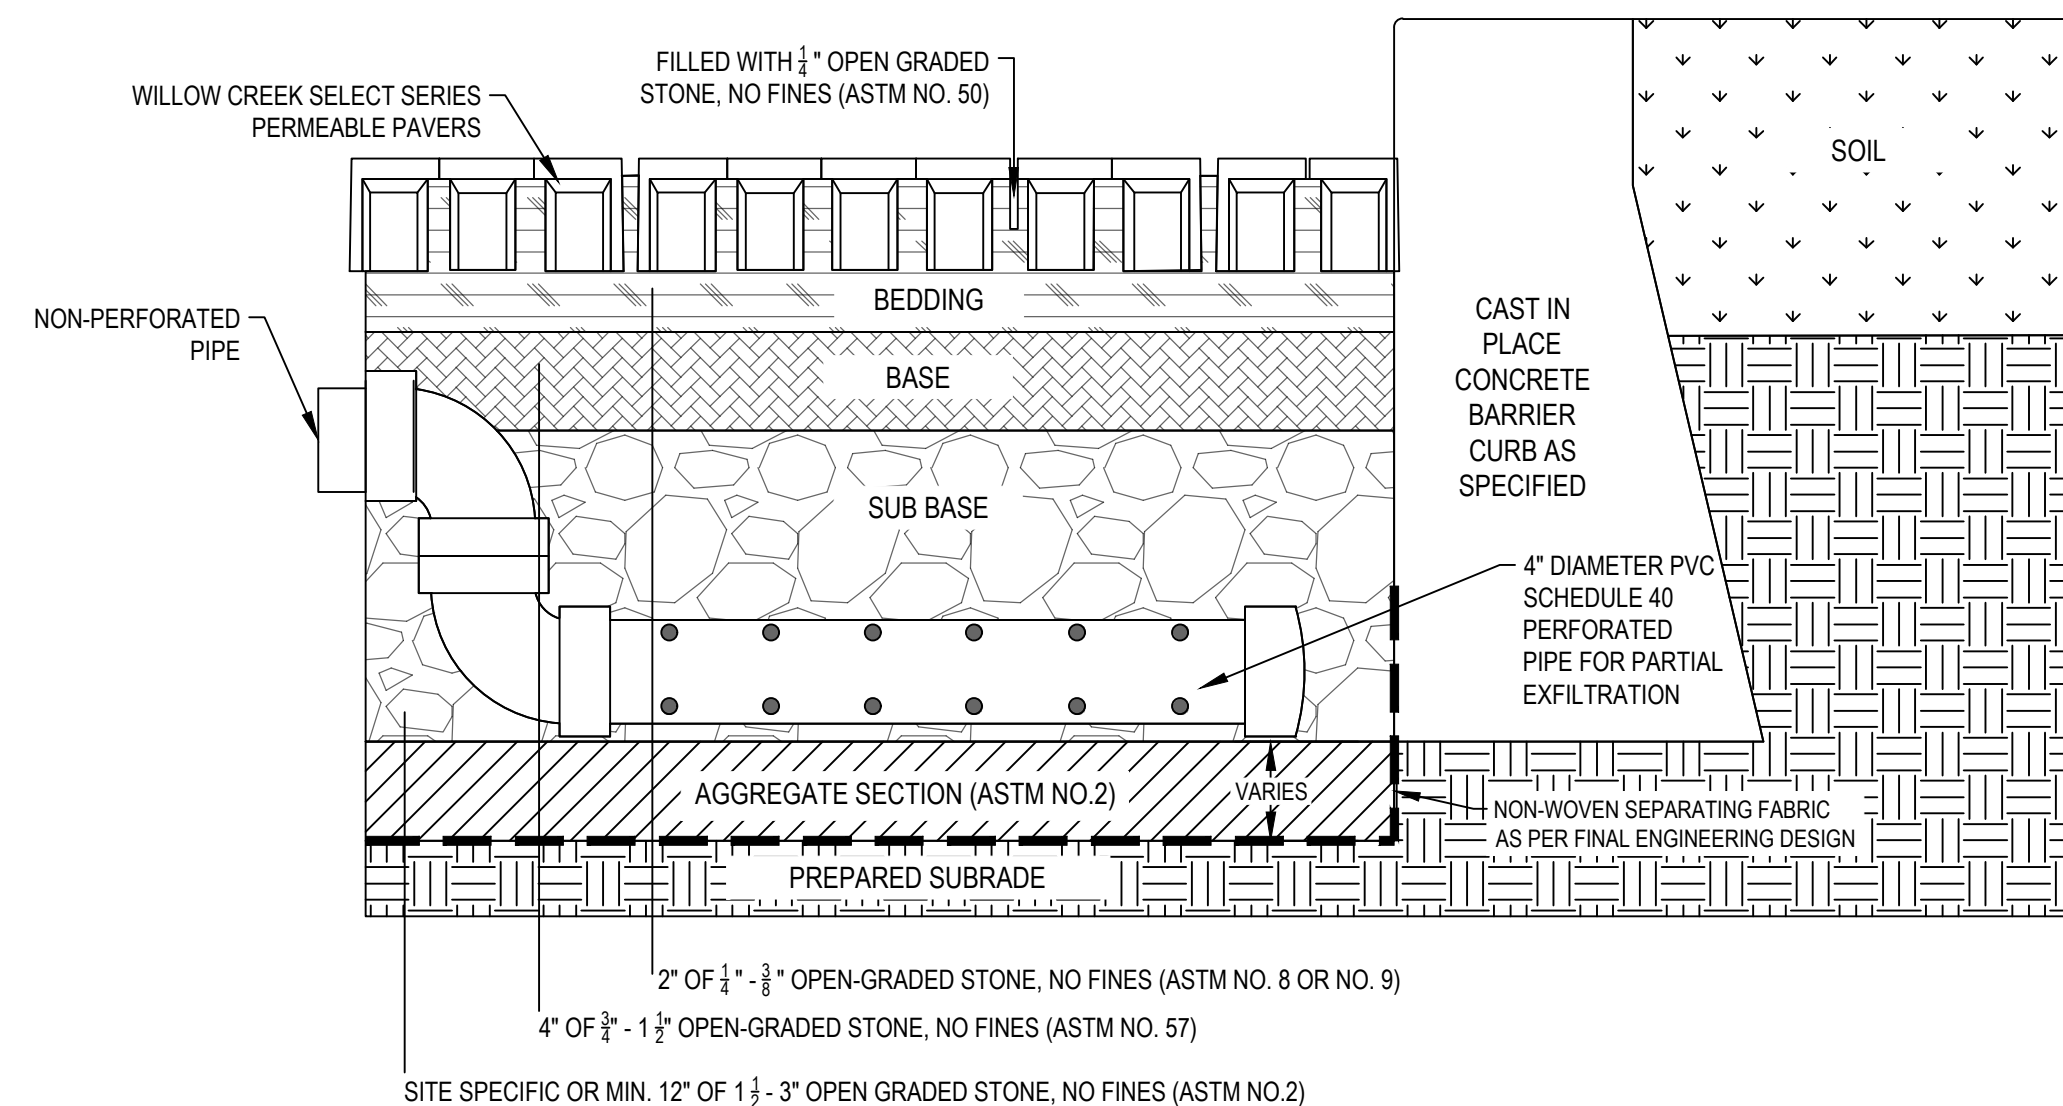 FILLED WITH 1/4" OPEN GRADED
STONE, NO FINES (ASTM NO. 50)
WILLOW CREEK SELECT SERIES
PERMEABLE PAVERS
SOIL
NON-PERFORATED
PIPE
BEDDING
BASE
SUB BASE
CAST IN
PLACE
CONCRETE
BARRIER
CURB AS
SPECIFIED
4" DIAMETER PVC
SCHEDULE 40
PERFORATED
PIPE FOR PARTIAL
EXFILTRATION
AGGREGATE SECTION (ASTM NO.2)
VARIES
NON-WOVEN SEPARATING FABRIC
AS PER FINAL ENGINEERING DESIGN
PREPARED SUBRADE
2" OF 1/4" - 3/8" OPEN-GRADED STONE, NO FINES (ASTM NO. 8 OR NO. 9)
4" OF 3/4" - 1 1/2" OPEN-GRADED STONE, NO FINES (ASTM NO. 57)
SITE SPECIFIC OR MIN. 12" OF 1 1/2 - 3" OPEN GRADED STONE, NO FINES (ASTM NO.2)